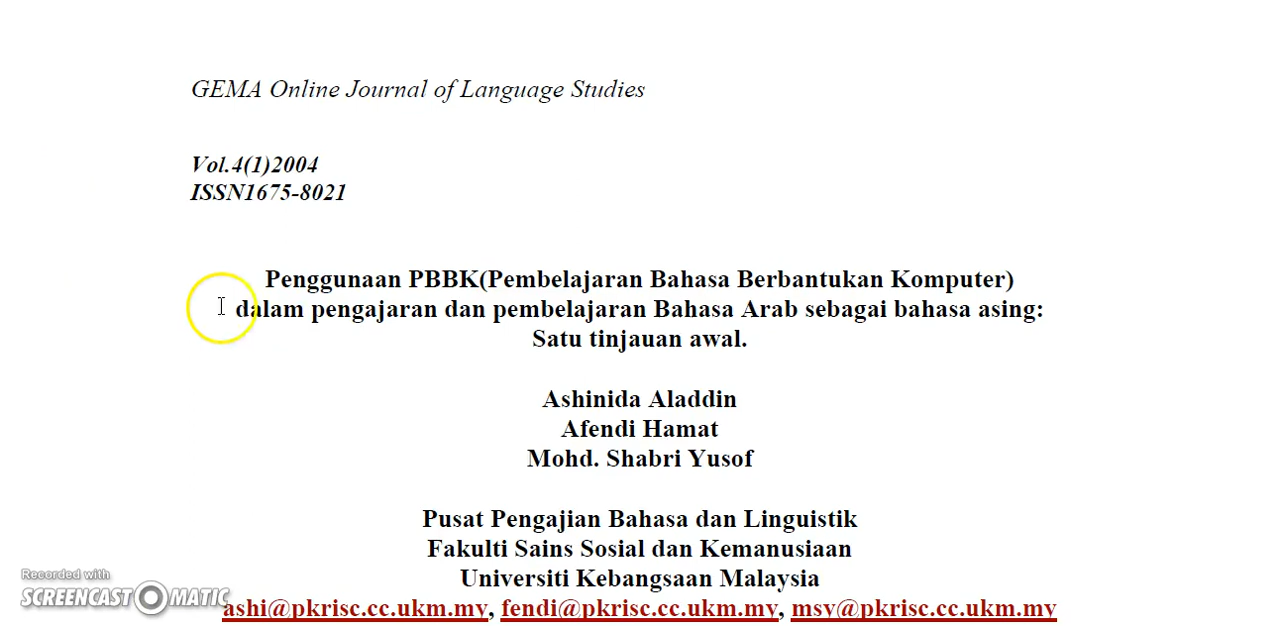 GEMA Online Journal of Language Studies
Vol.4(1)2004
ISSN1675-8021
Penggunaan PBBK(Pembelajaran Bahasa Berbantukan Komputer)
dalam pengajaran dan pembelajaran Bahasa Arab sebagai bahasa asing:
Satu tinjauan awal.
Ashinida Aladdin
Afendi Hamat
Mohd. Shabri Yusof
Pusat Pengajian Bahasa dan Linguistik
Fakulti Sains Sosial dan Kemanusiaan
Universiti Kebangsaan Malaysia
ashi@pkrisc.cc.ukm.my, fendi@pkrisc.cc.ukm.my, msy@pkrisc.cc.ukm.my
Recorded with
SCREENCAST-O-MATIC